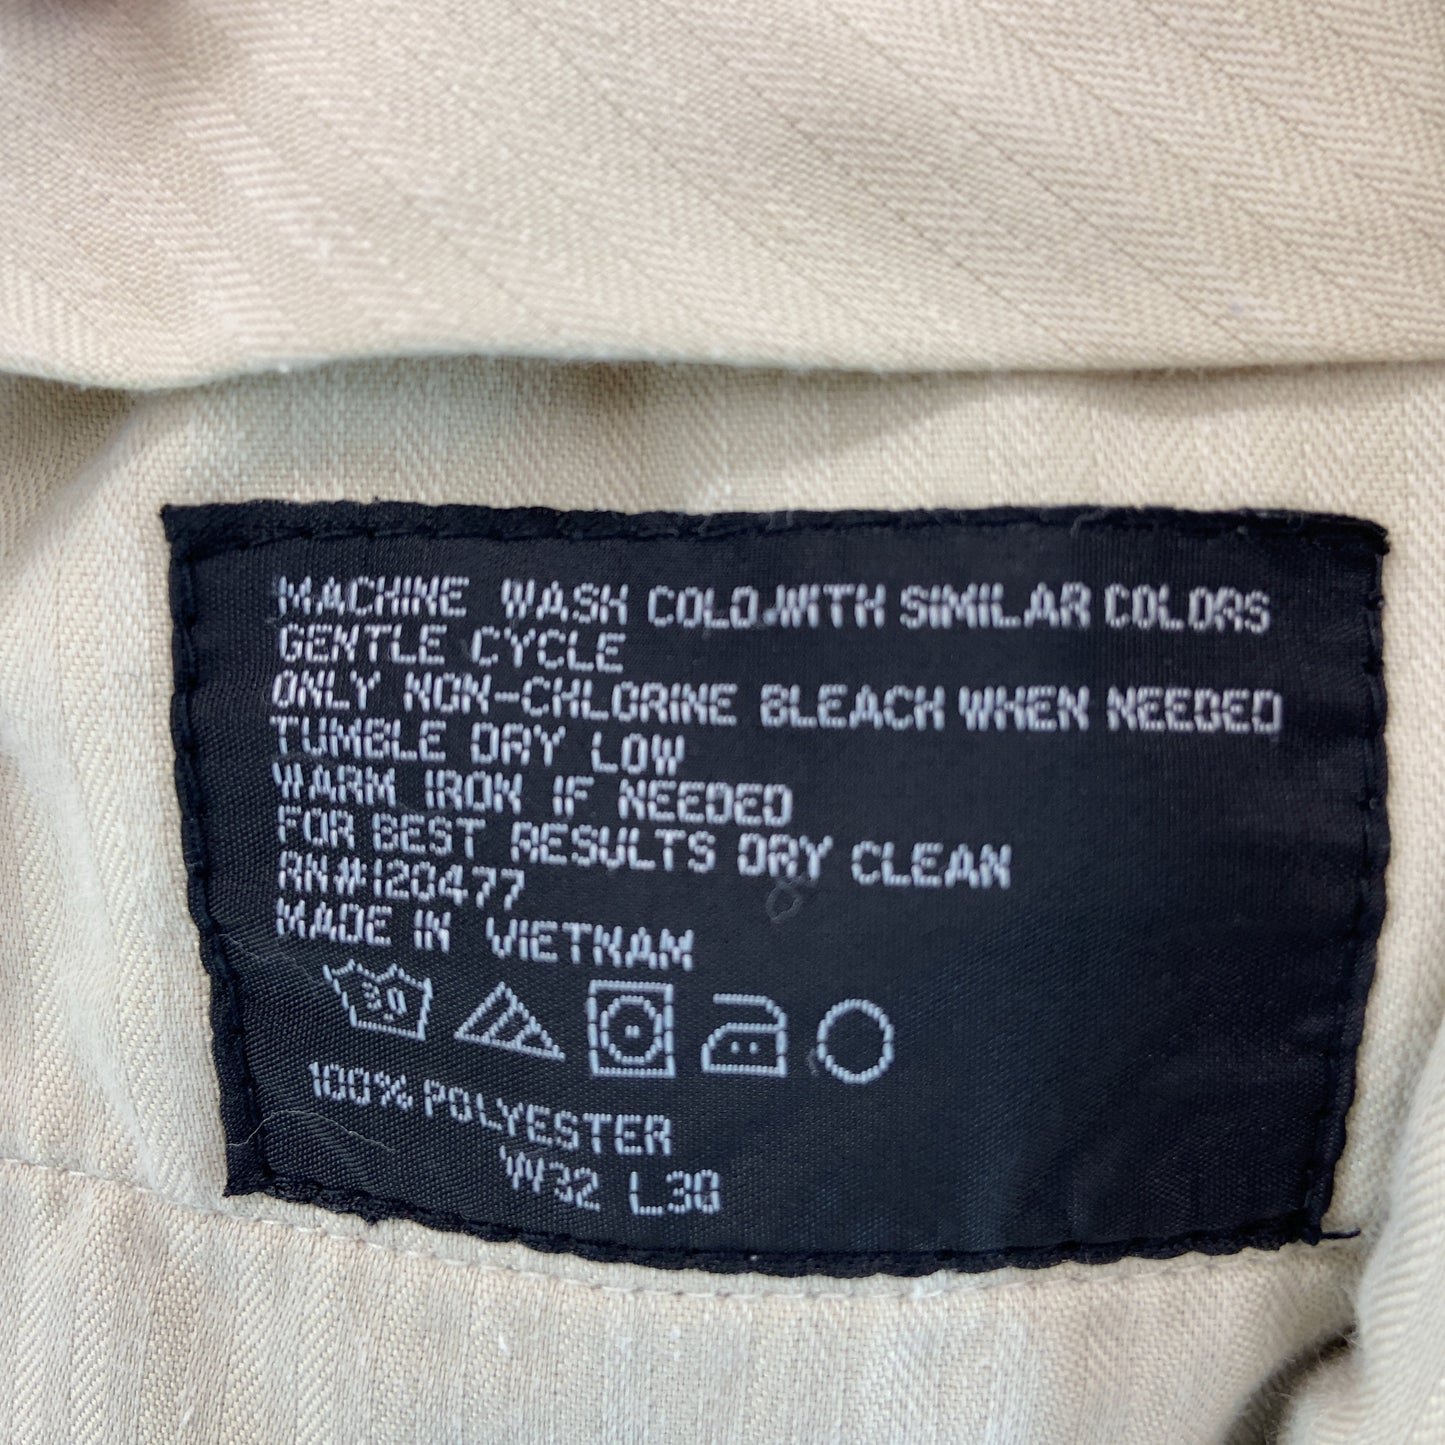 MACHINE WASH COLD.WITH SIMILAR COLORS
GENTLE CYCLE
ONLY NON-CHLORINE BLEACH WHEN NEEDED
TUMBLE DRY LOW
WARM IRON IF NEEDED
FOR BEST RESULTS DRY CLEAN
RN#120477
MADE IN VIETNAM
30
100% POLYESTER
W32 L30